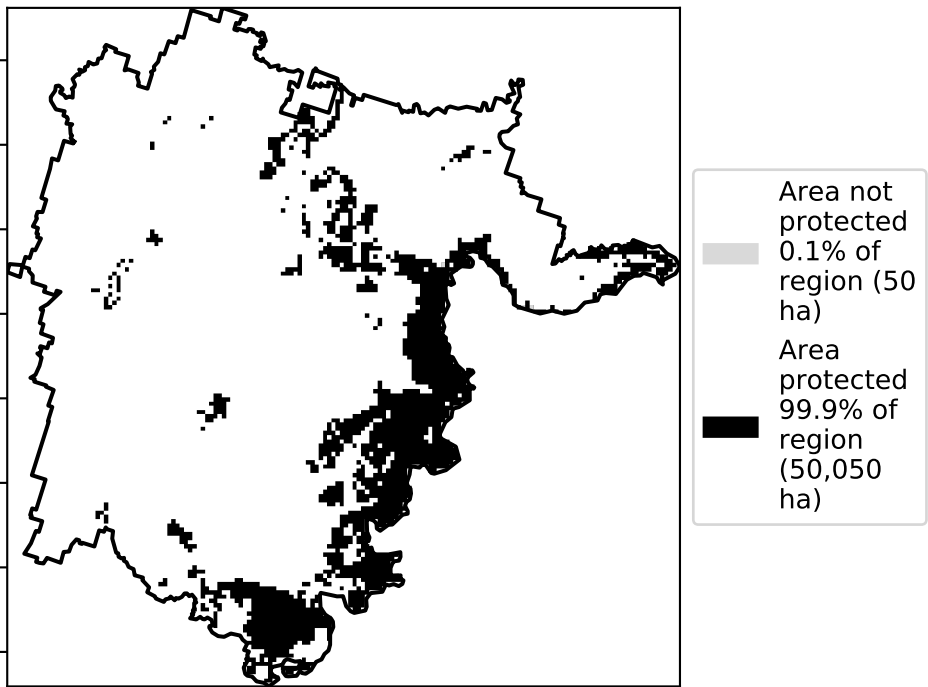 Area not
protected
0.1% of
region (50
ha)
Area
protected
99.9% of
region
(50,050
ha)